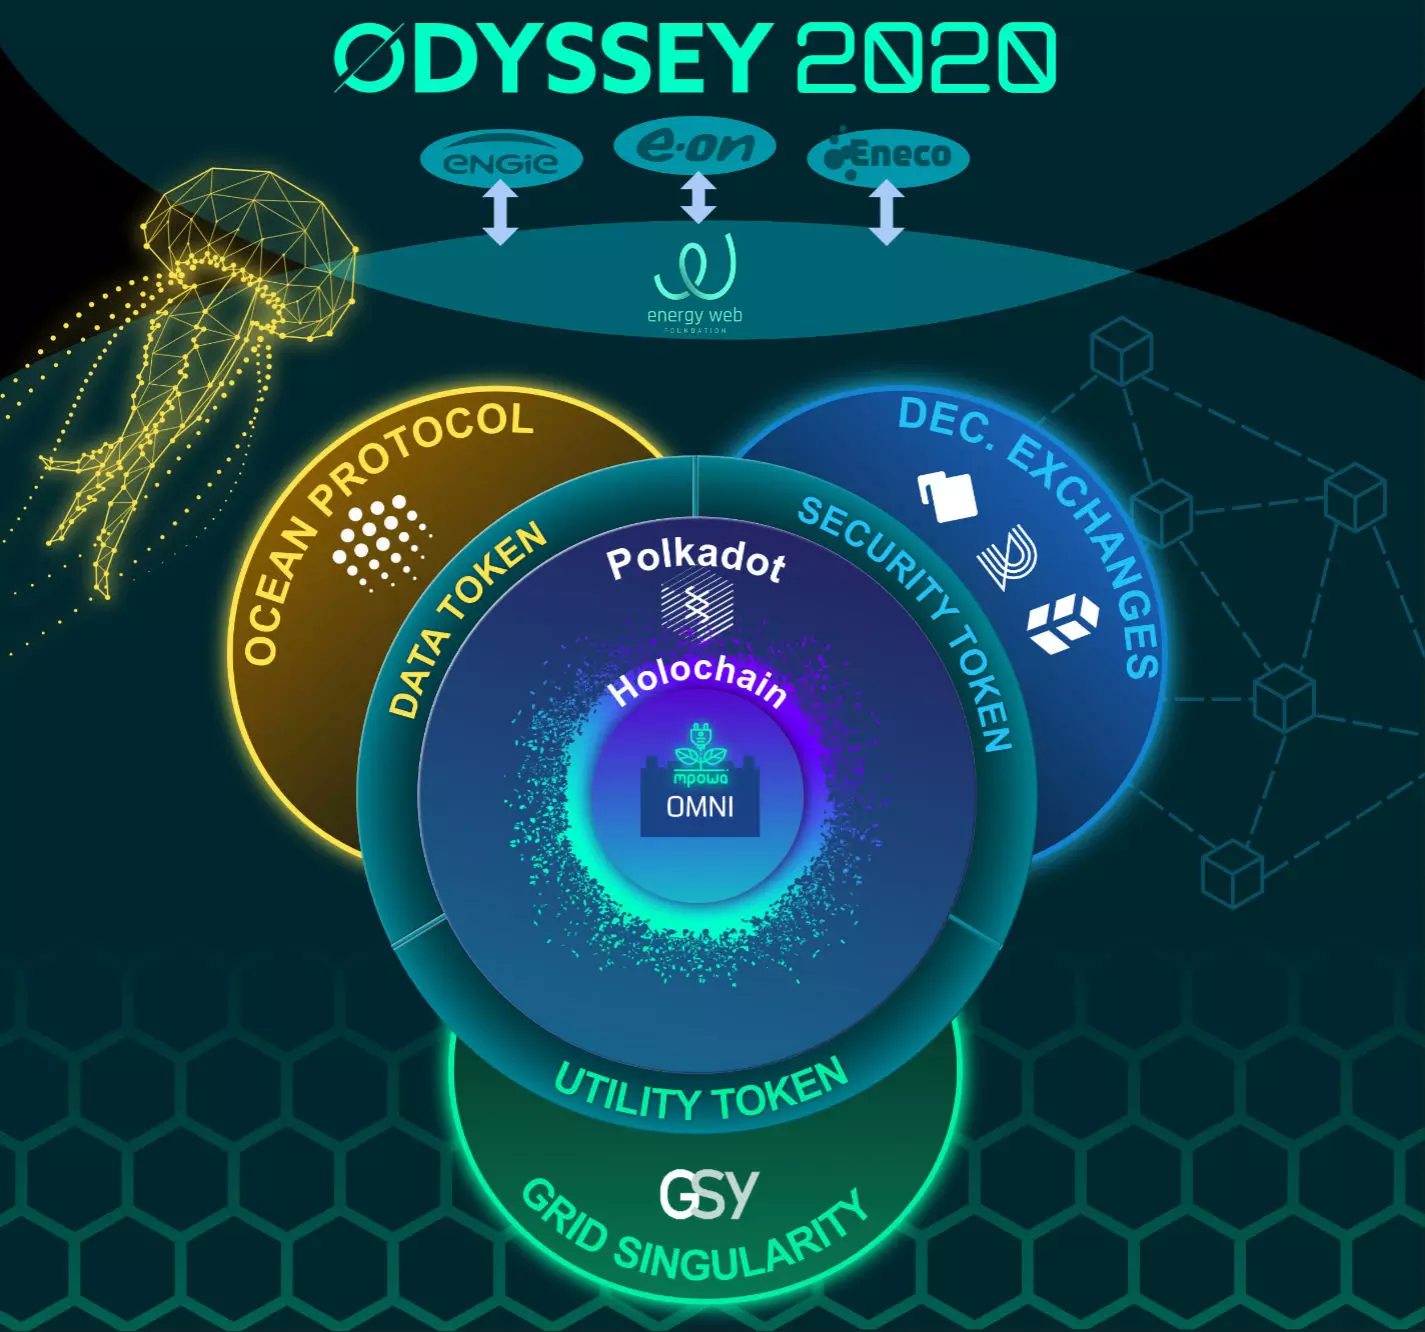 ØDYSSEY 2020
ENGIE
e·on
Eneco
energy web
FOUNDATION
OCEAN PROTOCOL
DEC. EXCHANGES
DATA TOKEN
SECURITY TOKEN
Polkadot
Holochain
mpowa
OMNI
UTILITY TOKEN
GSY
GRID SINGULARITY